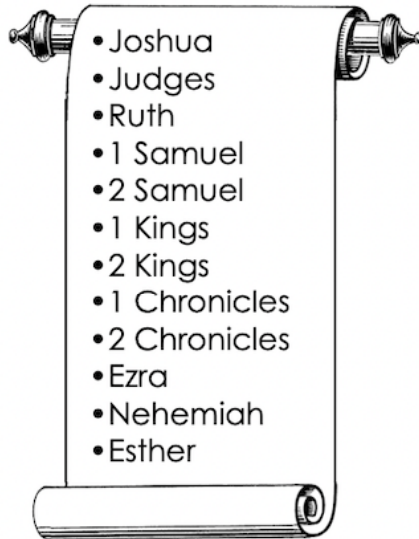 •Joshua
•Judges
•Ruth
•1 Samuel
•2 Samuel
•1 Kings
•2 Kings
•1 Chronicles
•2 Chronicles
•Ezra
•Nehemiah
•Esther